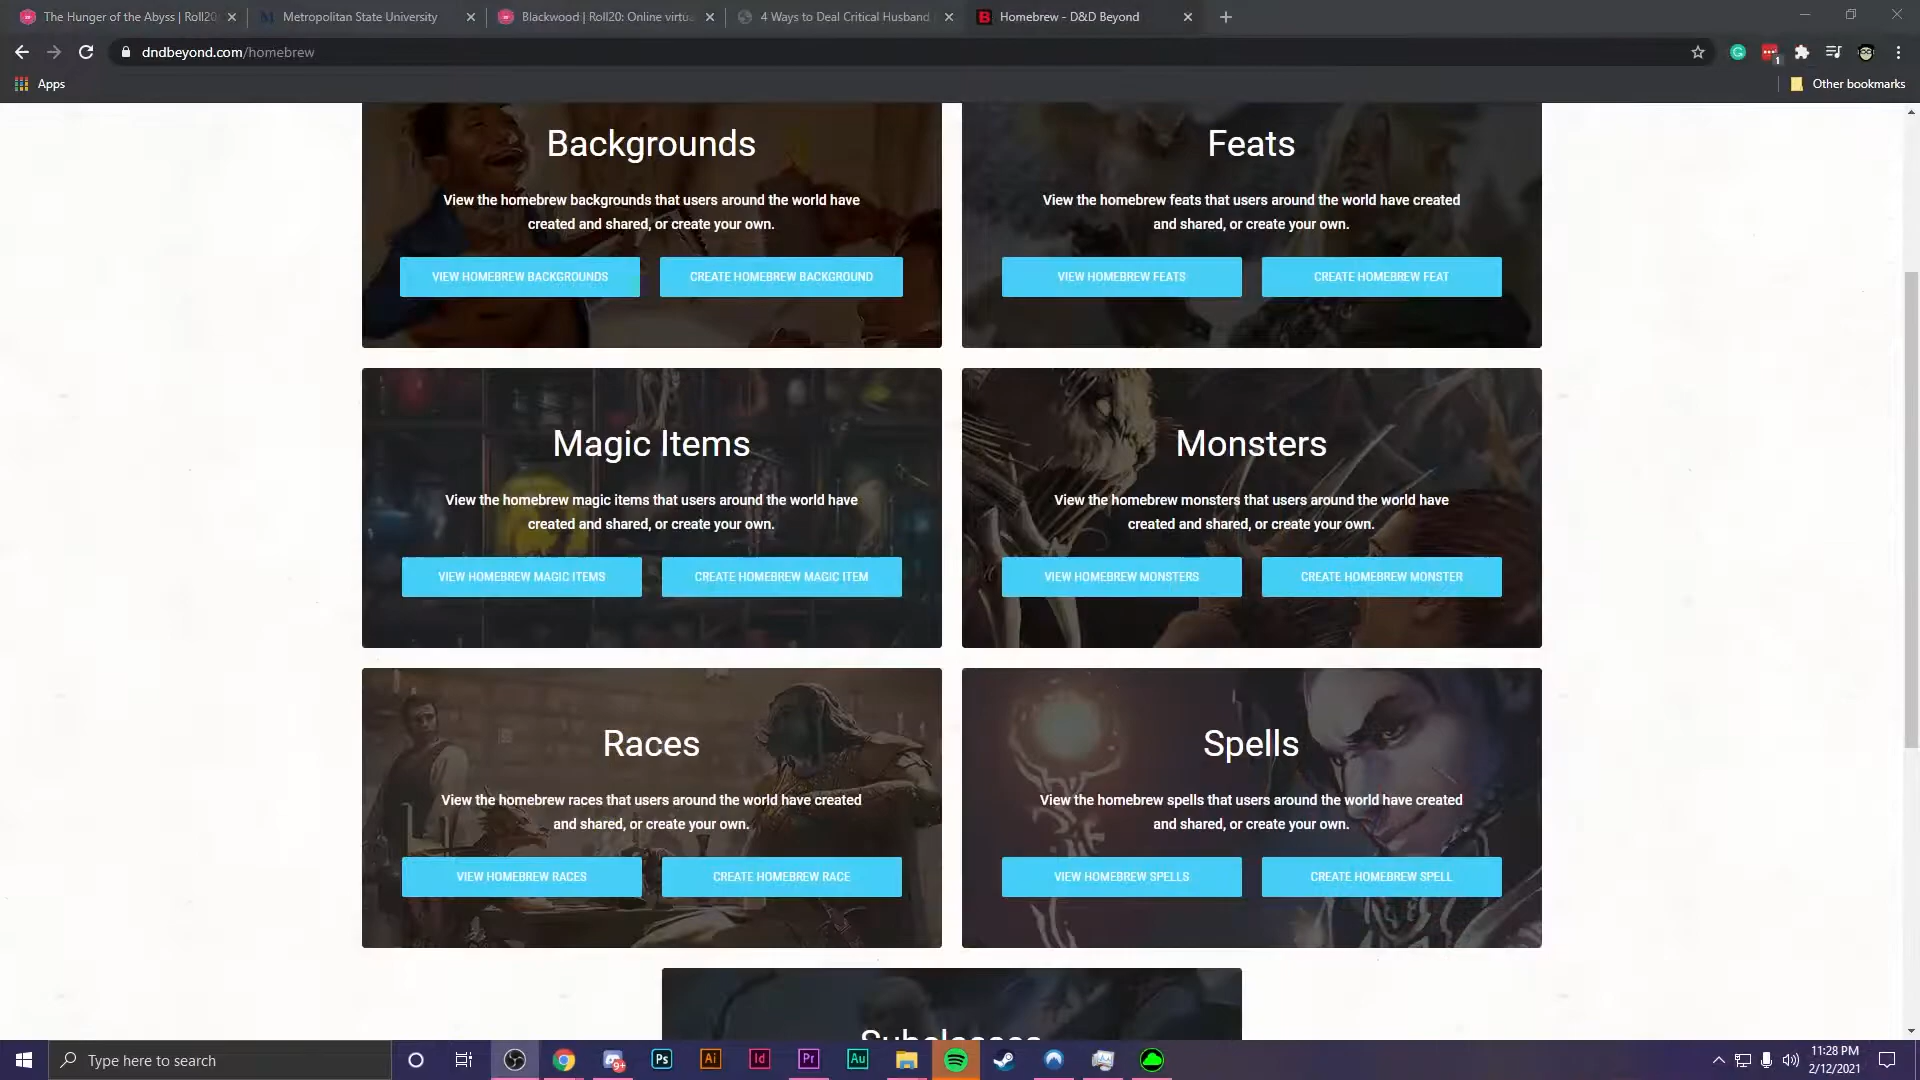 The Hunger of the Abyss | Roll20
Metropolitan State University
Blackwood | Roll20: Online virtu
4 Ways to Deal Critical Husband
Homebrew - D&D Beyond
dndbeyond.com/homebrew
1
Apps
Other bookmarks
Backgrounds
View the homebrew backgrounds that users around the world have
created and shared, or create your own.
VIEW HOMEBREW BACKGROUNDS
CREATE HOMEBREW BACKGROUND
Feats
View the homebrew feats that users around the world have created
and shared, or create your own.
VIEW HOMEBREW FEATS
CREATE HOMEBREW FEAT
Magic Items
View the homebrew magic items that users around the world have
created and shared, or create your own.
VIEW HOMEBREW MAGIC ITEMS
CREATE HOMEBREW MAGIC ITEM
Monsters
View the homebrew monsters that users around the world have
created and shared, or create your own.
VIEW HOMEBREW MONSTERS
CREATE HOMEBREW MONSTER
Races
View the homebrew races that users around the world have created
and shared, or create your own.
VIEW HOMEBREW RACES
CREATE HOMEBREW RACE
Spells
View the homebrew spells that users around the world have created
and shared, or create your own.
VIEW HOMEBREW SPELLS
CREATE HOMEBREW SPELL
Subclasses
Type here to search
9+
Ps
Ai
Id
Pr
Au
11:28 PM
2/12/2021